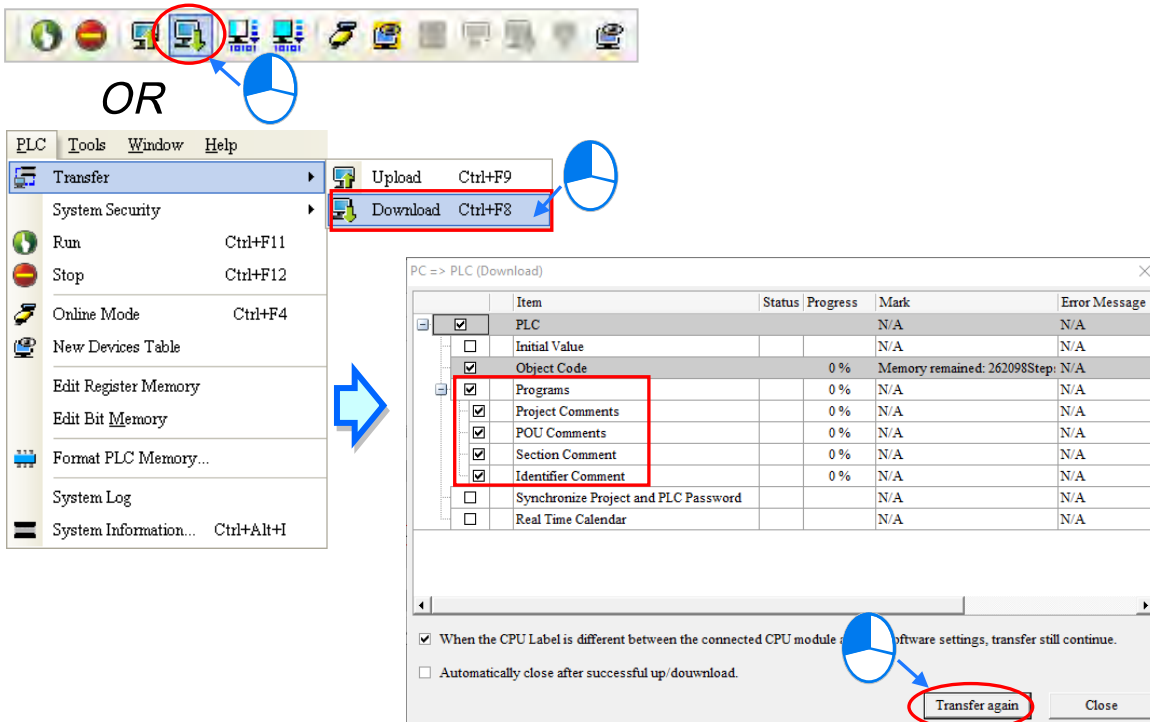 OR
PLC Tools Window Help
Transfer
Upload Ctrl+F9
System Security
Download Ctrl+F8
Run Ctrl+F11
Stop Ctrl+F12
Online Mode Ctrl+F4
New Devices Table
Edit Register Memory
Edit Bit Memory
Format PLC Memory...
System Log
System Information... Ctrl+Alt+I
PC => PLC (Download)
Item Status Progress Mark Error Message
PLC N/A N/A
Initial Value N/A N/A
Object Code 0 % Memory remained: 262098Step: N/A
Programs 0 % N/A N/A
Project Comments 0 % N/A N/A
POU Comments 0 % N/A N/A
Section Comment 0 % N/A N/A
Identifier Comment 0 % N/A N/A
Synchronize Project and PLC Password N/A N/A
Real Time Calendar N/A N/A
When the CPU Label is different between the connected CPU module oftware settings, transfer still continue.
Automatically close after successful up/douwnload.
Transfer again Close